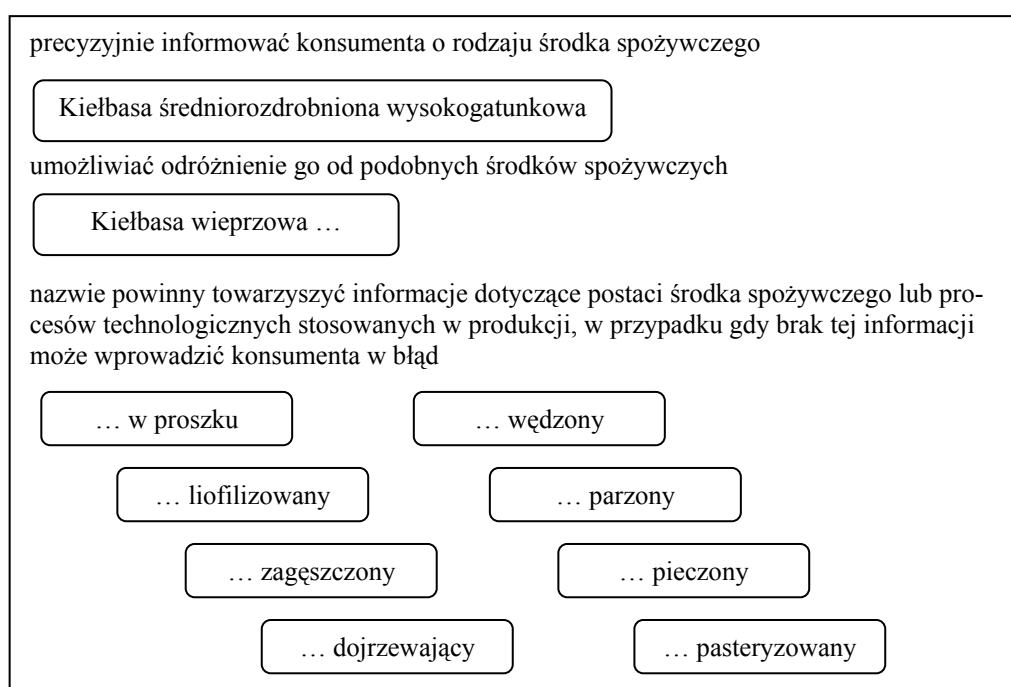 precyzyjnie informować konsumenta o rodzaju środka spożywczego
Kiełbasa średniorozdrobniona wysokogatunkowa
umożliwiać odróżnienie go od podobnych środków spożywczych
Kiełbasa wieprzowa …
nazwie powinny towarzyszyć informacje dotyczące postaci środka spożywczego lub pro-
cesów technologicznych stosowanych w produkcji, w przypadku gdy brak tej informacji
może wprowadzić konsumenta w błąd
… w proszku
… wędzony
… liofilizowany
… parzony
… zagęszczony
… pieczony
… dojrzewający
… pasteryzowany